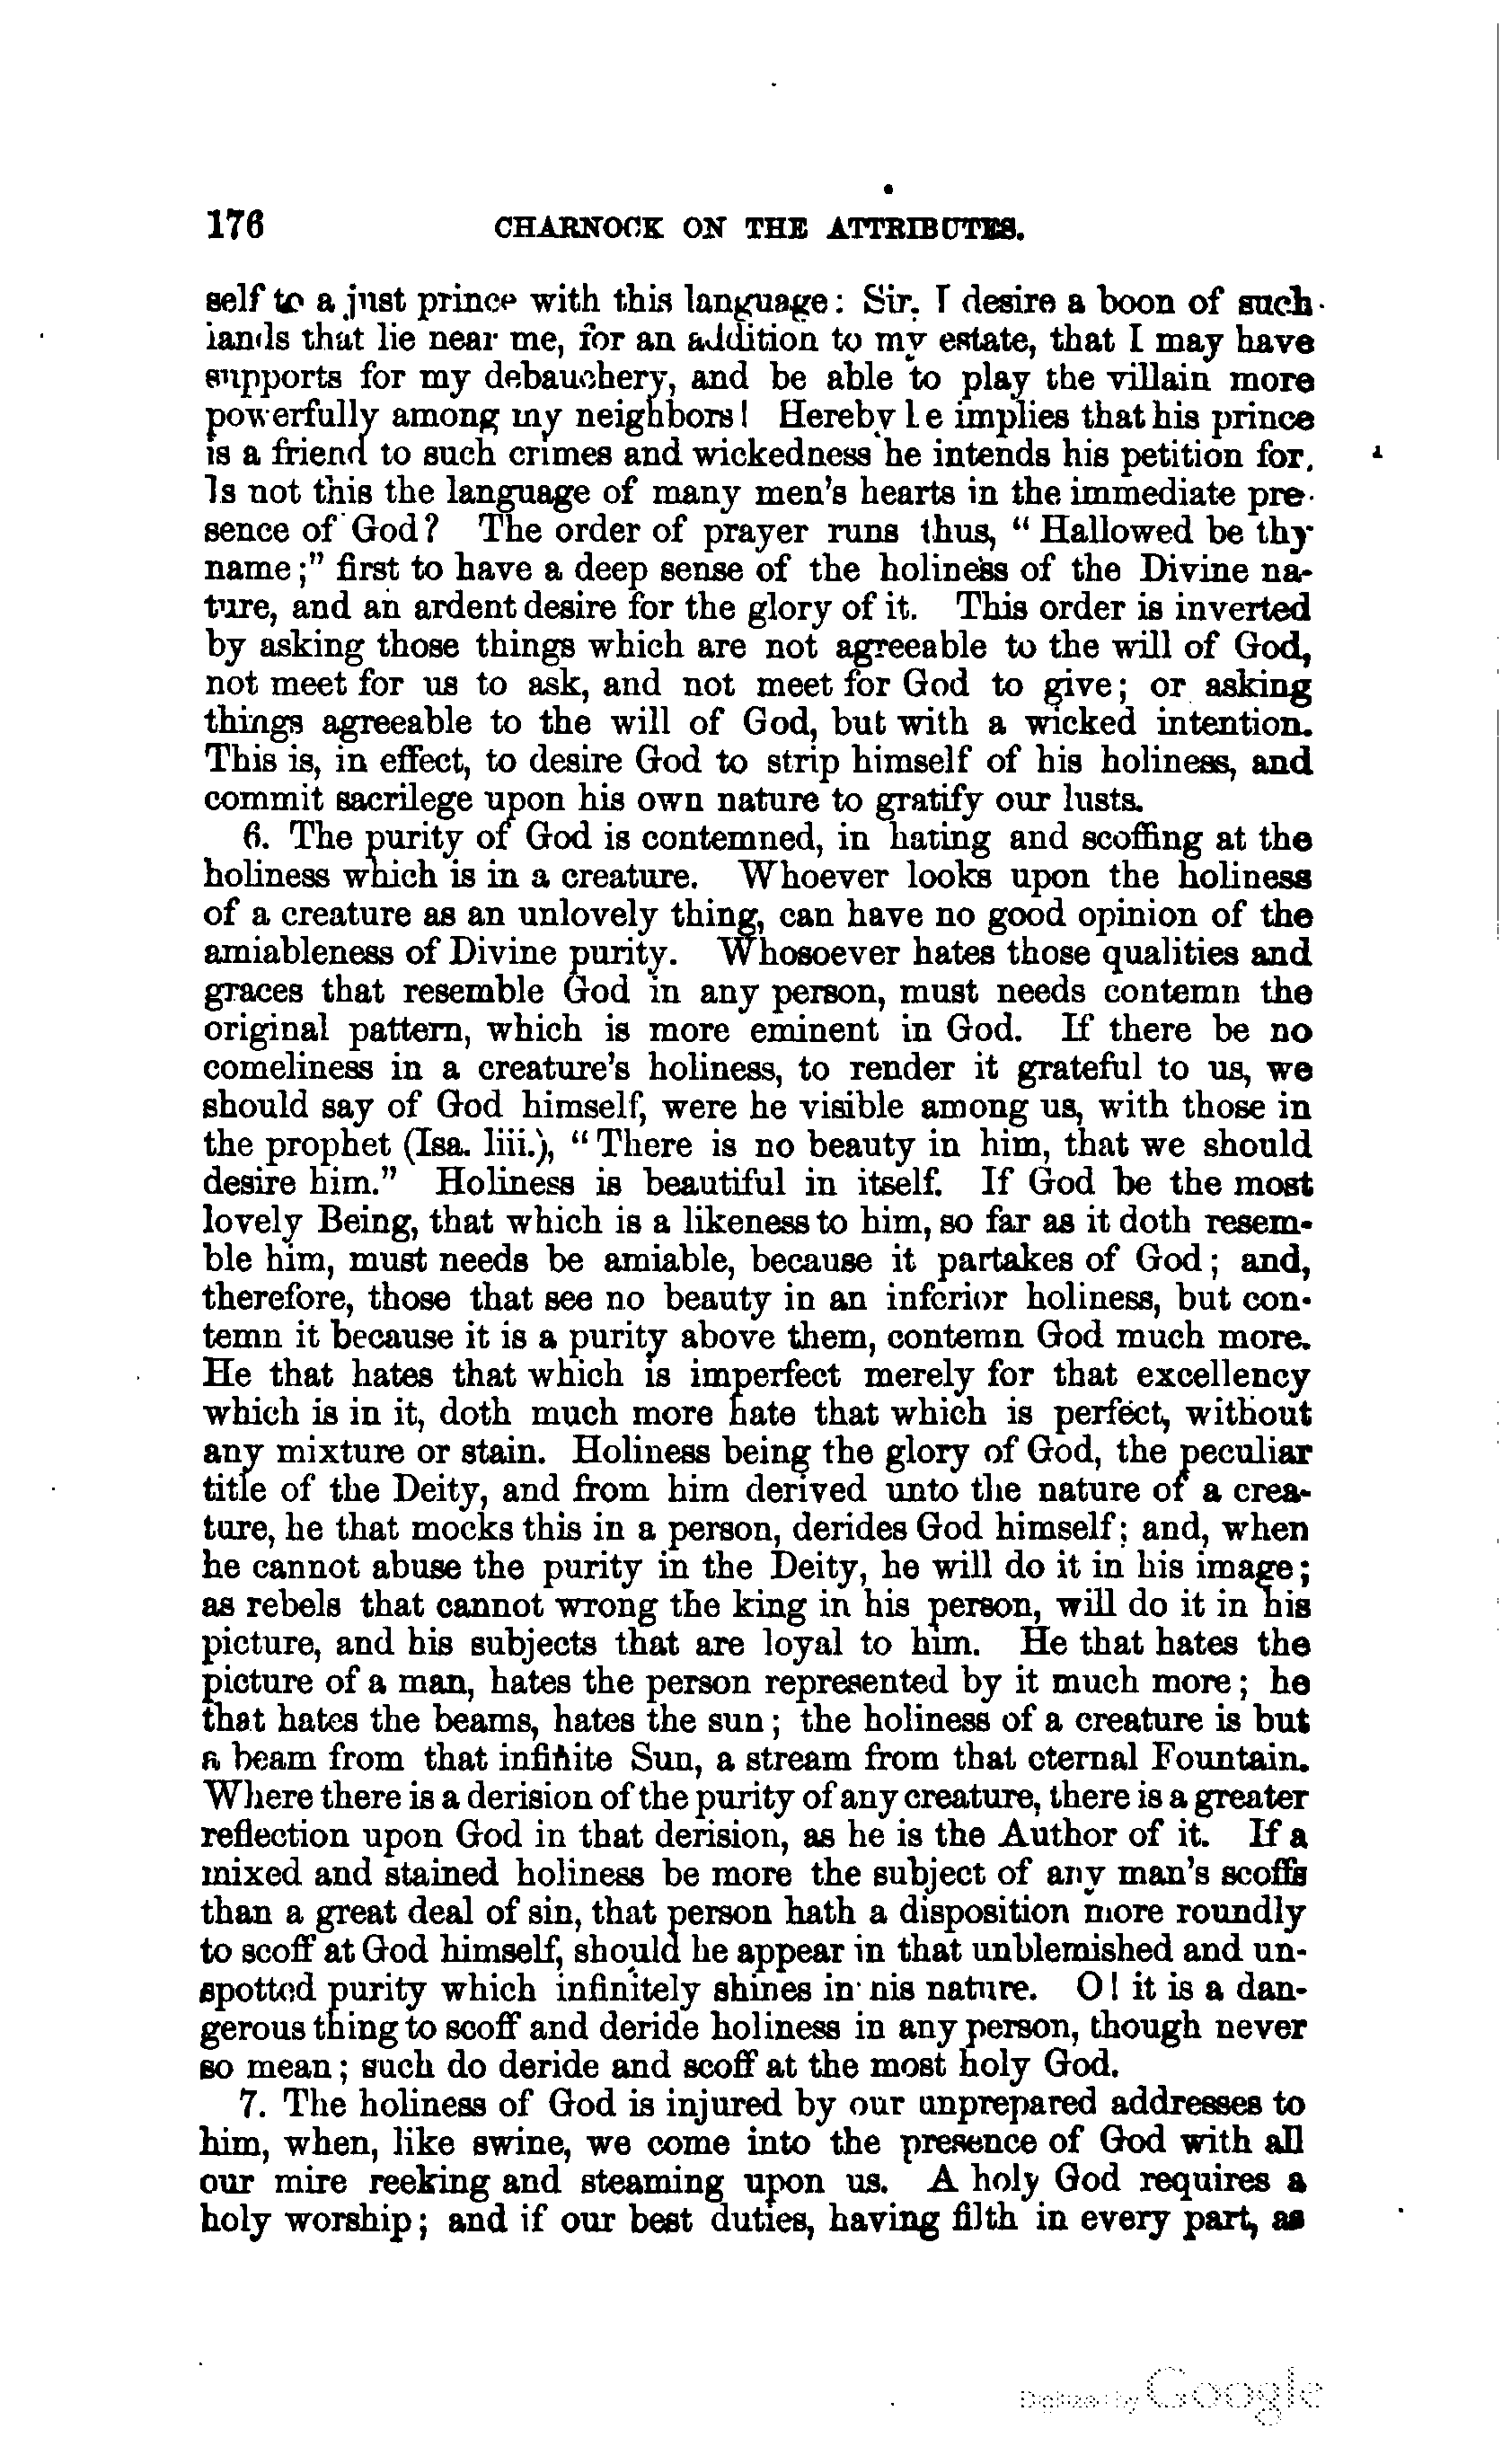 176 CHARNOCK ON THE ATTRIBUTES.
self to a just prince with this language: Sir, I desire a boon of such
lands that lie near me, for an addition to my estate, that I may have
supports for my debauchery, and be able to play the villain more
powerfully among my neighbors! Hereby he implies that his prince
is a friend to such crimes and wickedness he intends his petition for.
Is not this the language of many men's hearts in the immediate pre-
sence of God? The order of prayer runs thus, "Hallowed be thy
name;" first to have a deep sense of the holiness of the Divine na-
ture, and an ardent desire for the glory of it. This order is inverted
by asking those things which are not agreeable to the will of God,
not meet for us to ask, and not meet for God to give; or asking
things agreeable to the will of God, but with a wicked intention.
This is, in effect, to desire God to strip himself of his holiness, and
commit sacrilege upon his own nature to gratify our lusts.
6. The purity of God is contemned, in hating and scoffing at the
holiness which is in a creature. Whoever looks upon the holiness
of a creature as an unlovely thing, can have no good opinion of the
amiableness of Divine purity. Whosoever hates those qualities and
graces that resemble God in any person, must needs contemn the
original pattern, which is more eminent in God. If there be no
comeliness in a creature's holiness, to render it grateful to us, we
should say of God himself, were he visible among us, with those in
the prophet (Isa. liii.), "There is no beauty in him, that we should
desire him." Holiness is beautiful in itself. If God be the most
lovely Being, that which is a likeness to him, so far as it doth resem-
ble him, must needs be amiable, because it partakes of God; and,
therefore, those that see no beauty in an inferior holiness, but con-
temn it because it is a purity above them, contemn God much more.
He that hates that which is imperfect merely for that excellency
which is in it, doth much more hate that which is perfect, without
any mixture or stain. Holiness being the glory of God, the peculiar
title of the Deity, and from him derived unto the nature of a crea-
ture, he that mocks this in a person, derides God himself; and, when
he cannot abuse the purity in the Deity, he will do it in his image;
as rebels that cannot wrong the king in his person, will do it in his
picture, and his subjects that are loyal to him. He that hates the
picture of a man, hates the person represented by it much more; he
that hates the beams, hates the sun; the holiness of a creature is but
a beam from that infinite Sun, a stream from that eternal Fountain.
Where there is a derision of the purity of any creature, there is a greater
reflection upon God in that derision, as he is the Author of it. If a
mixed and stained holiness be more the subject of any man's scoffs
than a great deal of sin, that person hath a disposition more roundly
to scoff at God himself, should he appear in that unblemished and un-
spotted purity which infinitely shines in his nature. O! it is a dan-
gerous thing to scoff and deride holiness in any person, though never
so mean; such do deride and scoff at the most holy God.
7. The holiness of God is injured by our unprepared addresses to
him, when, like swine, we come into the presence of God with all
our mire reeking and steaming upon us. A holy God requires a
holy worship; and if our best duties, having filth in every part, as
Digitized by Google